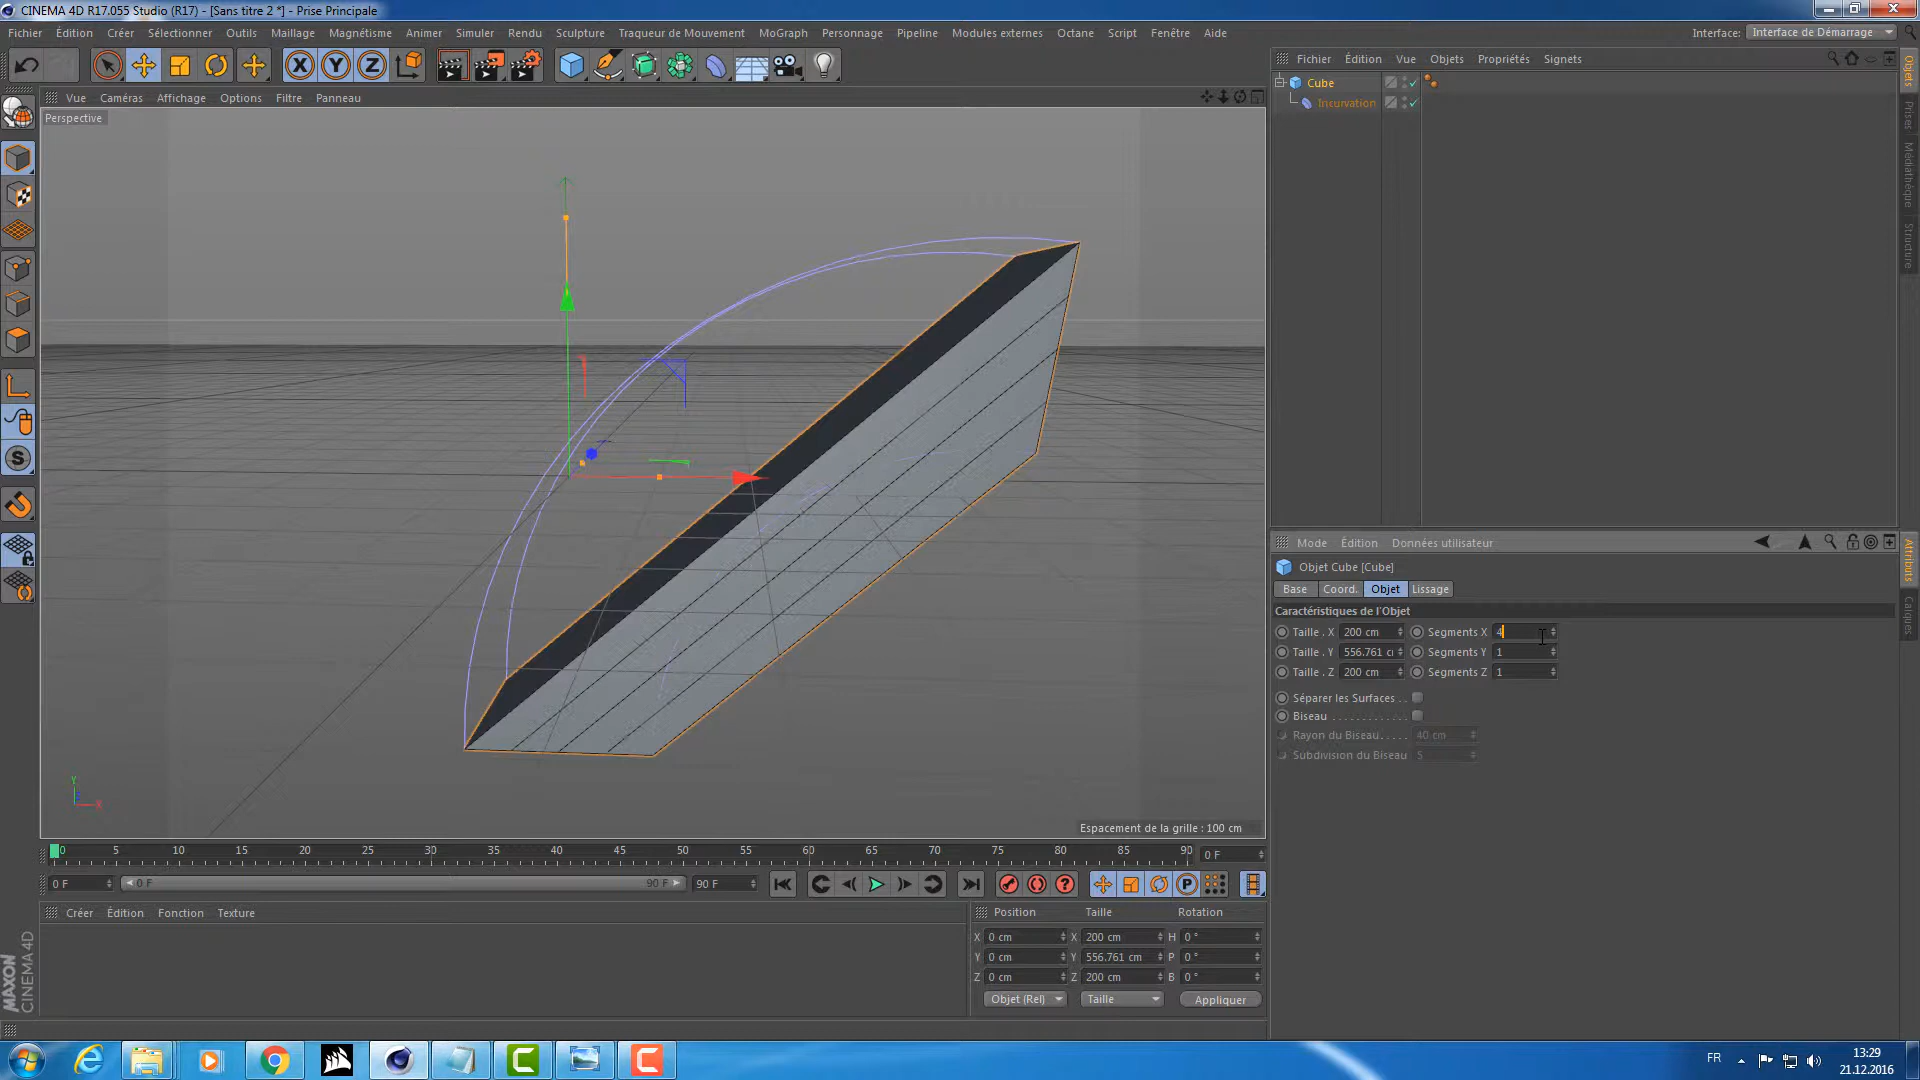 CINEMA 4D R17.055 Studio (R17) - [Sans titre 2 *] - Prise Principale
Fichier Édition Créer Sélectionner Outils Maillage Magnétisme Animer Simuler Rendu Sculpture Traqueur de Mouvement MoGraph Personnage Pipeline Modules externes Octane Script Fenêtre Aide
Interface: Interface de Démarrage
X Y Z
Vue Caméras Affichage Options Filtre Panneau
Perspective
Fichier Édition Vue Objets Propriétés Signets
Cube
Incurvation
Objets
Prises
Médiathèque
Structure
S
Y
X
Espacement de la grille : 100 cm
Mode Édition Données utilisateur
Objet Cube [Cube]
Base Coord. Objet Lissage
Caractéristiques de l'Objet
Taille . X 200 cm Segments X 4
Taille . Y 556.761 c Segments Y 1
Taille . Z 200 cm Segments Z 1
Séparer les Surfaces . .
Biseau . . . . . . . . . . . . .
Rayon du Biseau. . . . . 40 cm
Subdivision du Biseau 5
Attributs
Calques
0 5 10 15 20 25 30 35 40 45 50 55 60 65 70 75 80 85 90
0 F
0 F 0 F 90 F 90 F
P
Créer Édition Fonction Texture
Position Taille Rotation
X 0 cm X 200 cm H 0 °
Y 0 cm Y 556.761 cm P 0 °
Z 0 cm Z 200 cm B 0 °
Objet (Rel) Taille Appliquer
MAXON
CINEMA 4D
FR
13:29
21.12.2016